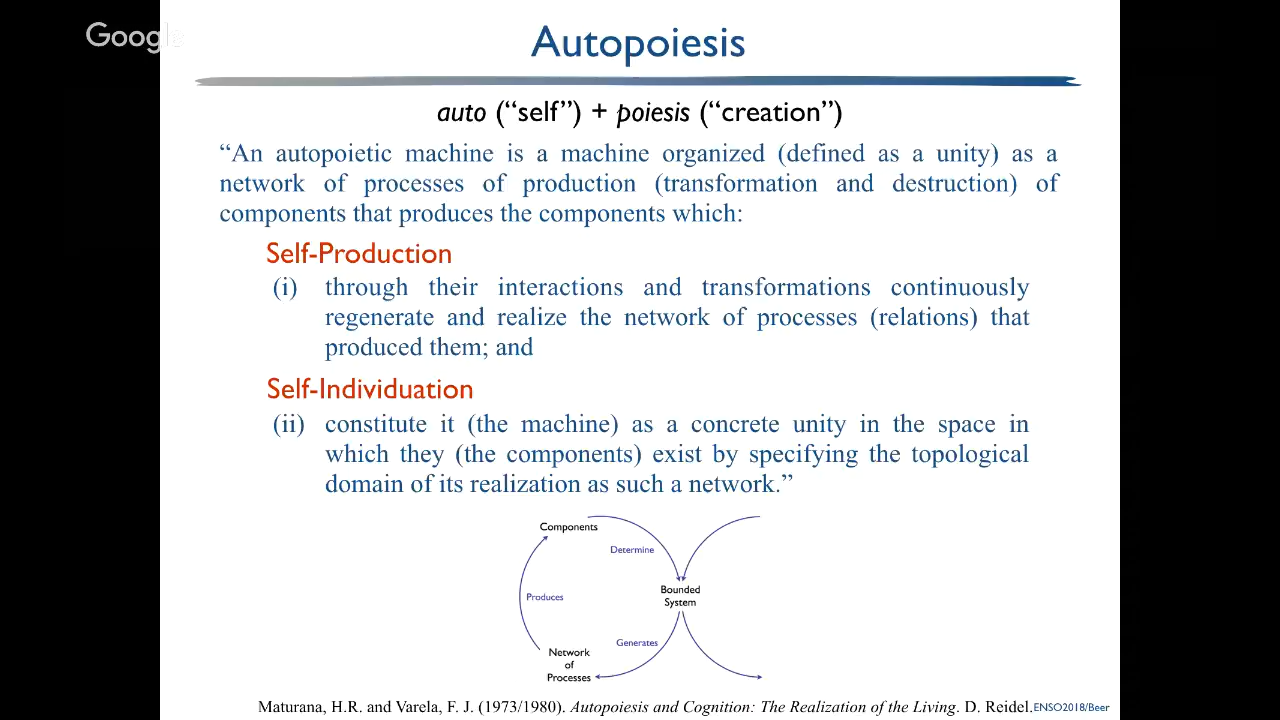 Google
Autopoiesis
auto (“self”) + poiesis (“creation”)
“An autopoietic machine is a machine organized (defined as a unity) as a
network of processes of production (transformation and destruction) of
components that produces the components which:
Self-Production
(i) through their interactions and transformations continuously
regenerate and realize the network of processes (relations) that
produced them; and
Self-Individuation
(ii) constitute it (the machine) as a concrete unity in the space in
which they (the components) exist by specifying the topological
domain of its realization as such a network.”
Components
Determine
Bounded
System
Produces
Generates
Network
of
Processes
Maturana, H.R. and Varela, F. J. (1973/1980). Autopoiesis and Cognition: The Realization of the Living. D. Reidel.
ENSO2018/Beer